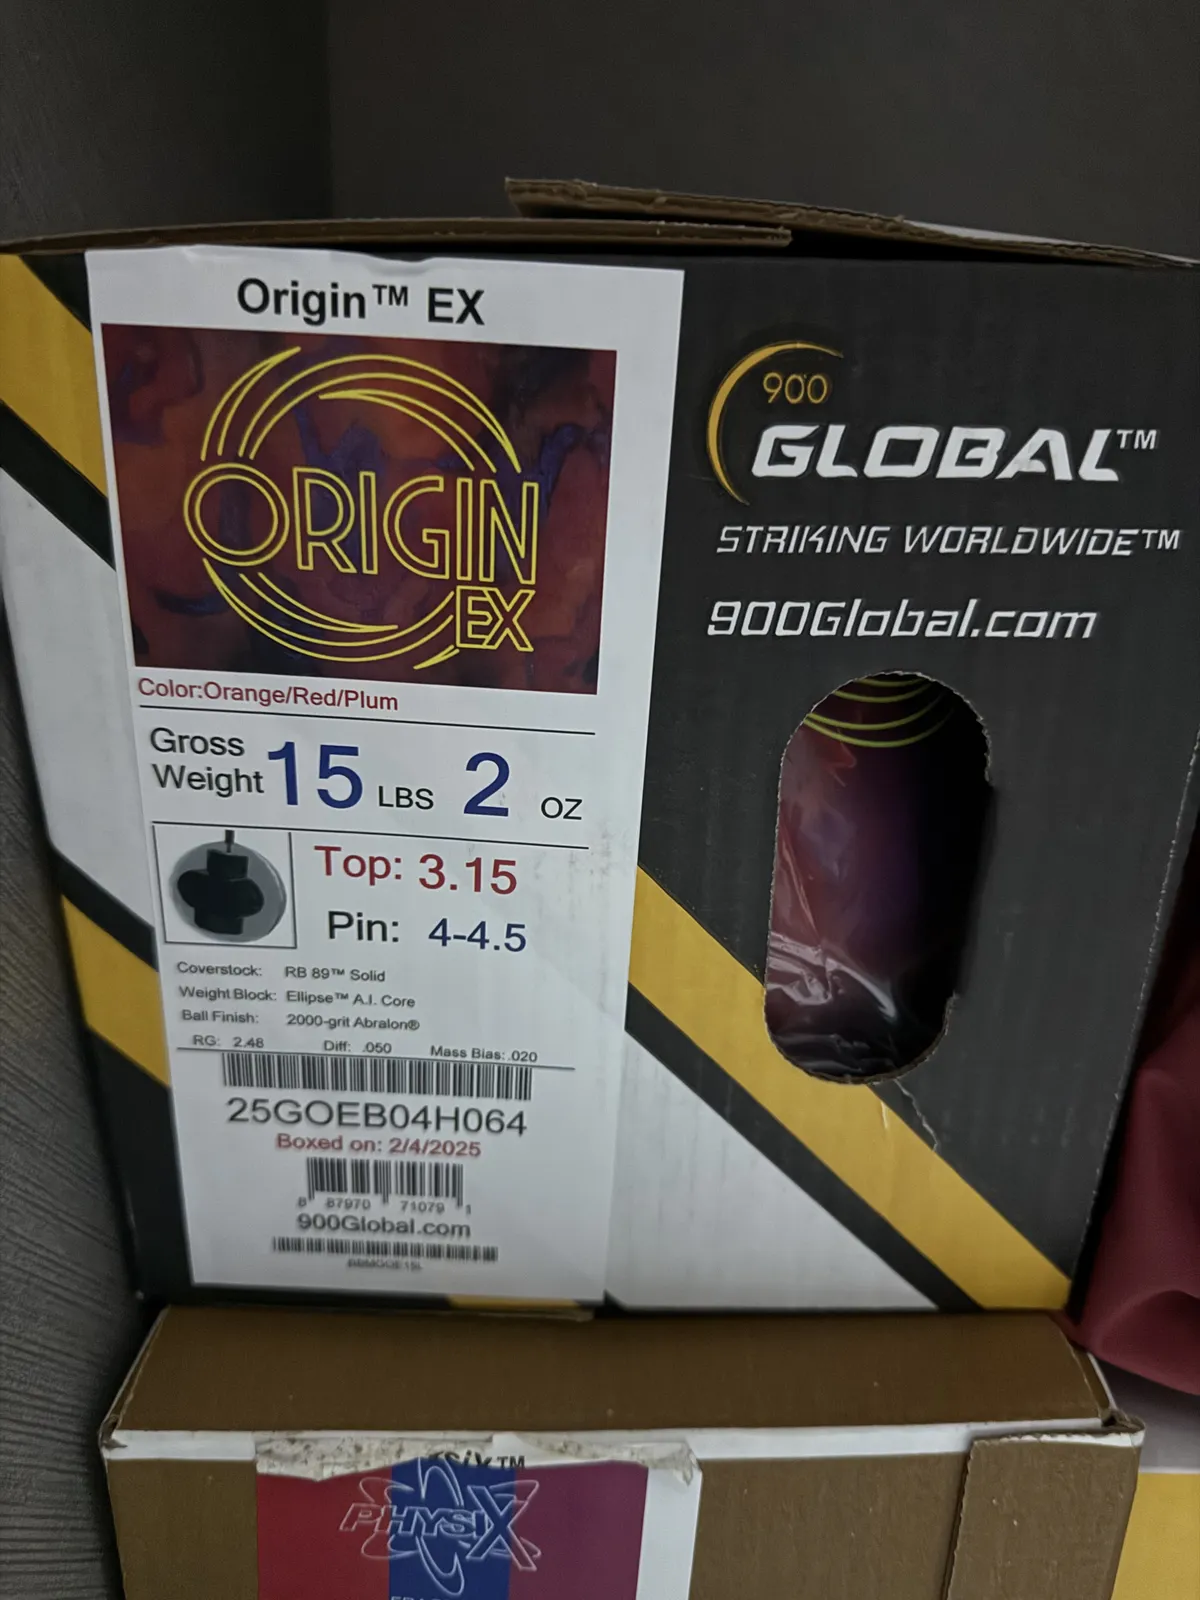 Origin™ EX
ORIGIN
EX
Color:Orange/Red/Plum
Gross
Weight 15 LBS 2 OZ
Top: 3.15
Pin: 4-4.5
Coverstock: RB 89™ Solid
Weight Block: Ellipse™ A.I. Core
Ball Finish: 2000-grit Abralon®
RG: 2.48 Diff: .050 Mass Bias: .020
25GOEB04H064
Boxed on: 2/4/2025
8 87970 71079 1
900Global.com
900
GLOBAL™
STRIKING WORLDWIDE™
900Global.com
PHYSIX